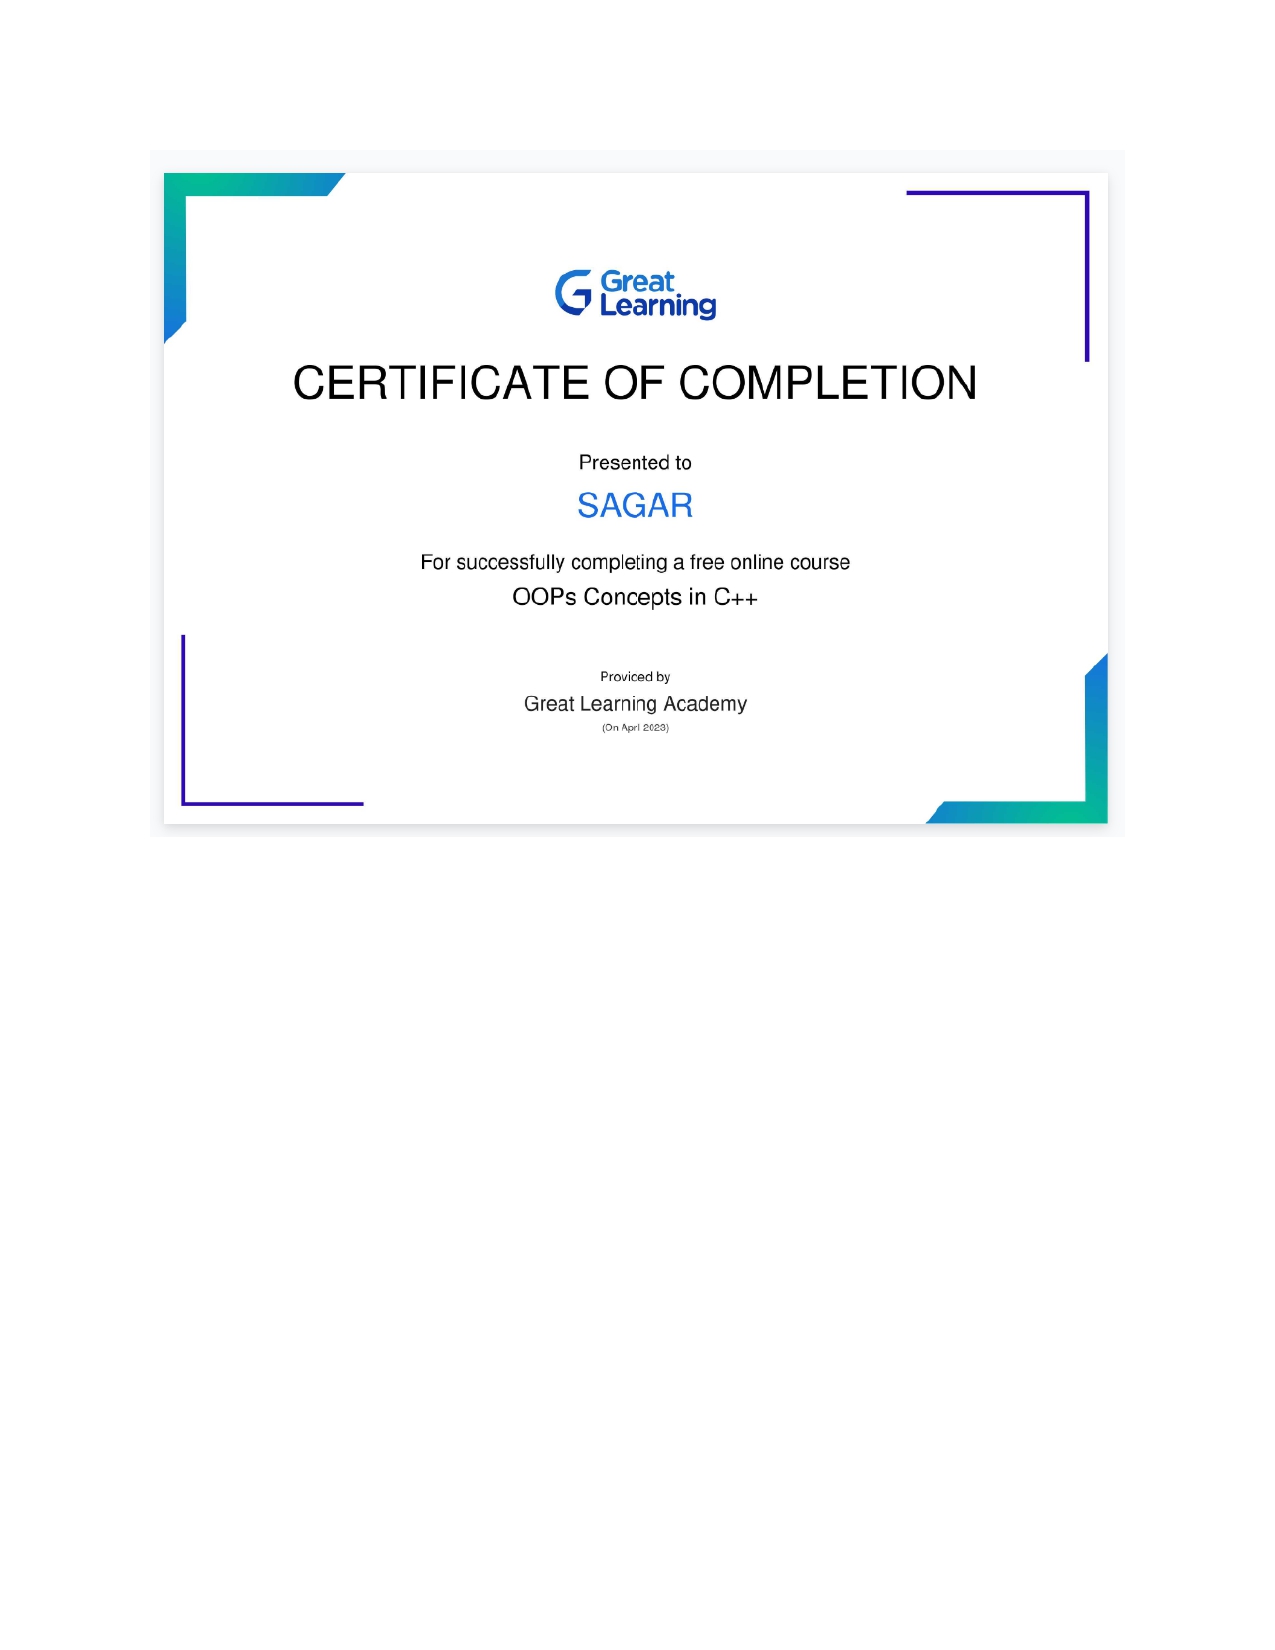 Great
Learning
CERTIFICATE OF COMPLETION
Presented to
SAGAR
For successfully completing a free online course
OOPs Concepts in C++
Provided by
Great Learning Academy
(On April 2023)